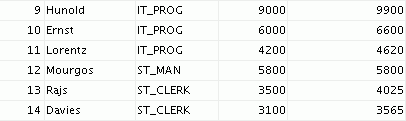 9 Hunold IT_PROG 9000 9900
10 Ernst IT_PROG 6000 6600
11 Lorentz IT_PROG 4200 4620
12 Mourgos ST_MAN 5800 5800
13 Rajs ST_CLERK 3500 4025
14 Davies ST_CLERK 3100 3565